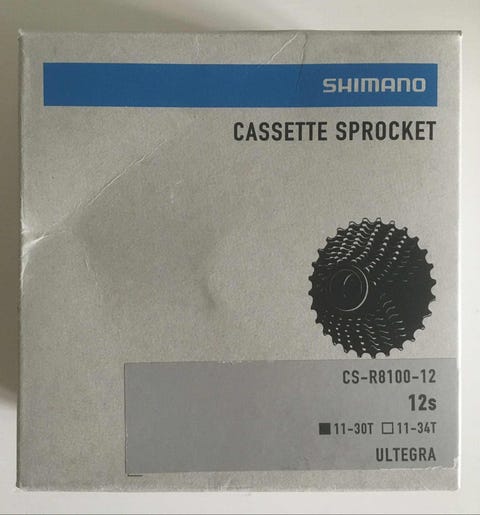 SHIMANO
CASSETTE SPROCKET
CS-R8100-12
12s
■ 11-30T □ 11-34T
ULTEGRA